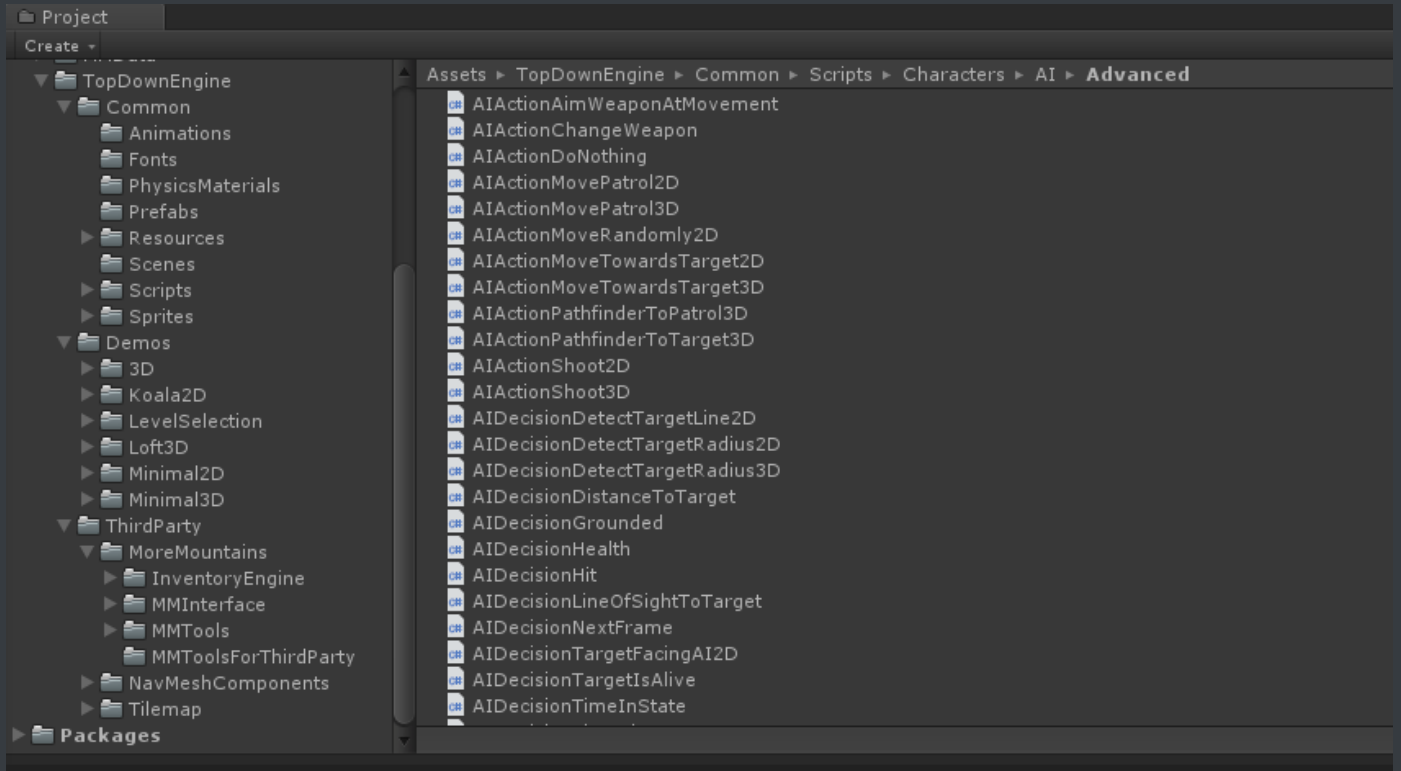 Project
Create
TopDownEngine
Common
Animations
Fonts
PhysicsMaterials
Prefabs
Resources
Scenes
Scripts
Sprites
Demos
3D
Koala2D
LevelSelection
Loft3D
Minimal2D
Minimal3D
ThirdParty
MoreMountains
InventoryEngine
MMInterface
MMTools
MMToolsForThirdParty
NavMeshComponents
Tilemap
Packages
Assets ▸ TopDownEngine ▸ Common ▸ Scripts ▸ Characters ▸ AI ▸ Advanced
AIActionAimWeaponAtMovement
AIActionChangeWeapon
AIActionDoNothing
AIActionMovePatrol2D
AIActionMovePatrol3D
AIActionMoveRandomly2D
AIActionMoveTowardsTarget2D
AIActionMoveTowardsTarget3D
AIActionPathfinderToPatrol3D
AIActionPathfinderToTarget3D
AIActionShoot2D
AIActionShoot3D
AIDecisionDetectTargetLine2D
AIDecisionDetectTargetRadius2D
AIDecisionDetectTargetRadius3D
AIDecisionDistanceToTarget
AIDecisionGrounded
AIDecisionHealth
AIDecisionHit
AIDecisionLineOfSightToTarget
AIDecisionNextFrame
AIDecisionTargetFacingAI2D
AIDecisionTargetIsAlive
AIDecisionTimeInState